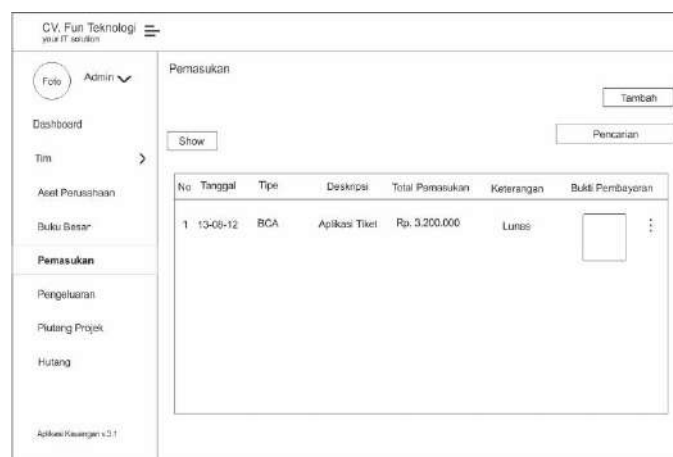 CV. Fun Teknologi
your IT solution
Foto
Admin
Dashboard
Tim
Aset Perusahaan
Buku Besar
Pemasukan
Pengeluaran
Piutang Projek
Hutang
Aplikasi Keuangan v.3.1
Pemasukan
Tambah
Show
Pencarian
No Tanggal Tipe Deskripsi Total Pemasukan Keterangan Bukti Pembayaran
1 13-08-12 BCA Aplikasi Tiket Rp. 3.200.000 Lunas